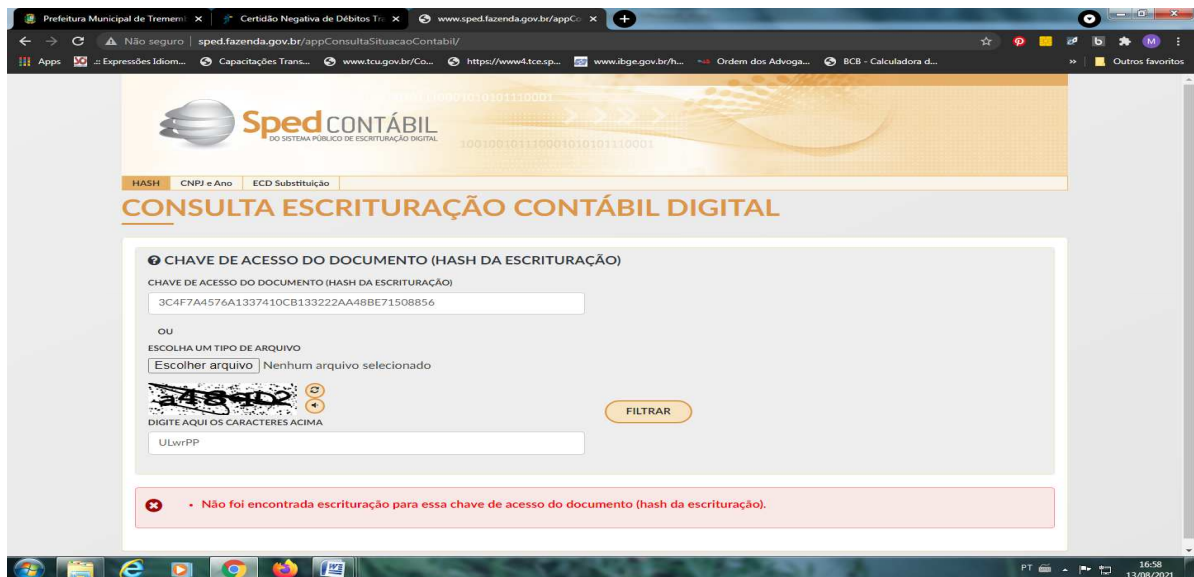 Prefeitura Municipal de Trememb
Certidão Negativa de Débitos Tr
www.sped.fazenda.gov.br/appCo
Não seguro | sped.fazenda.gov.br/appConsultaSituacaoContabil/
Apps
.:: Expressões Idiom...
Capacitações Trans...
www.tcu.gov.br/Co...
https://www4.tce.sp...
www.ibge.gov.br/h...
Ordem dos Advoga...
BCB - Calculadora d...
»
Outros favoritos
Sped CONTÁBIL
DO SISTEMA PÚBLICO DE ESCRITURAÇÃO DIGITAL
HASH
CNPJ e Ano
ECD Substituição
CONSULTA ESCRITURAÇÃO CONTÁBIL DIGITAL
CHAVE DE ACESSO DO DOCUMENTO (HASH DA ESCRITURAÇÃO)
CHAVE DE ACESSO DO DOCUMENTO (HASH DA ESCRITURAÇÃO)
3C4F7A4576A1337410CB133222AA48BE71508856
OU
ESCOLHA UM TIPO DE ARQUIVO
Escolher arquivo Nenhum arquivo selecionado
DIGITE AQUI OS CARACTERES ACIMA
ULwrPP
FILTRAR
• Não foi encontrada escrituração para essa chave de acesso do documento (hash da escrituração).
PT
16:58
13/08/2021